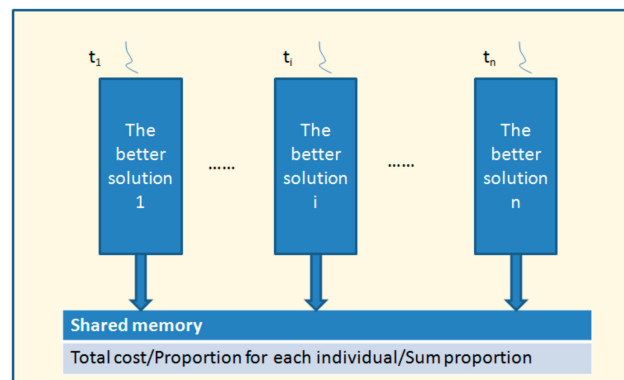 t₁ tᵢ tₙ
The better solution 1
......
The better solution i
......
The better solution n
Shared memory
Total cost/Proportion for each individual/Sum proportion